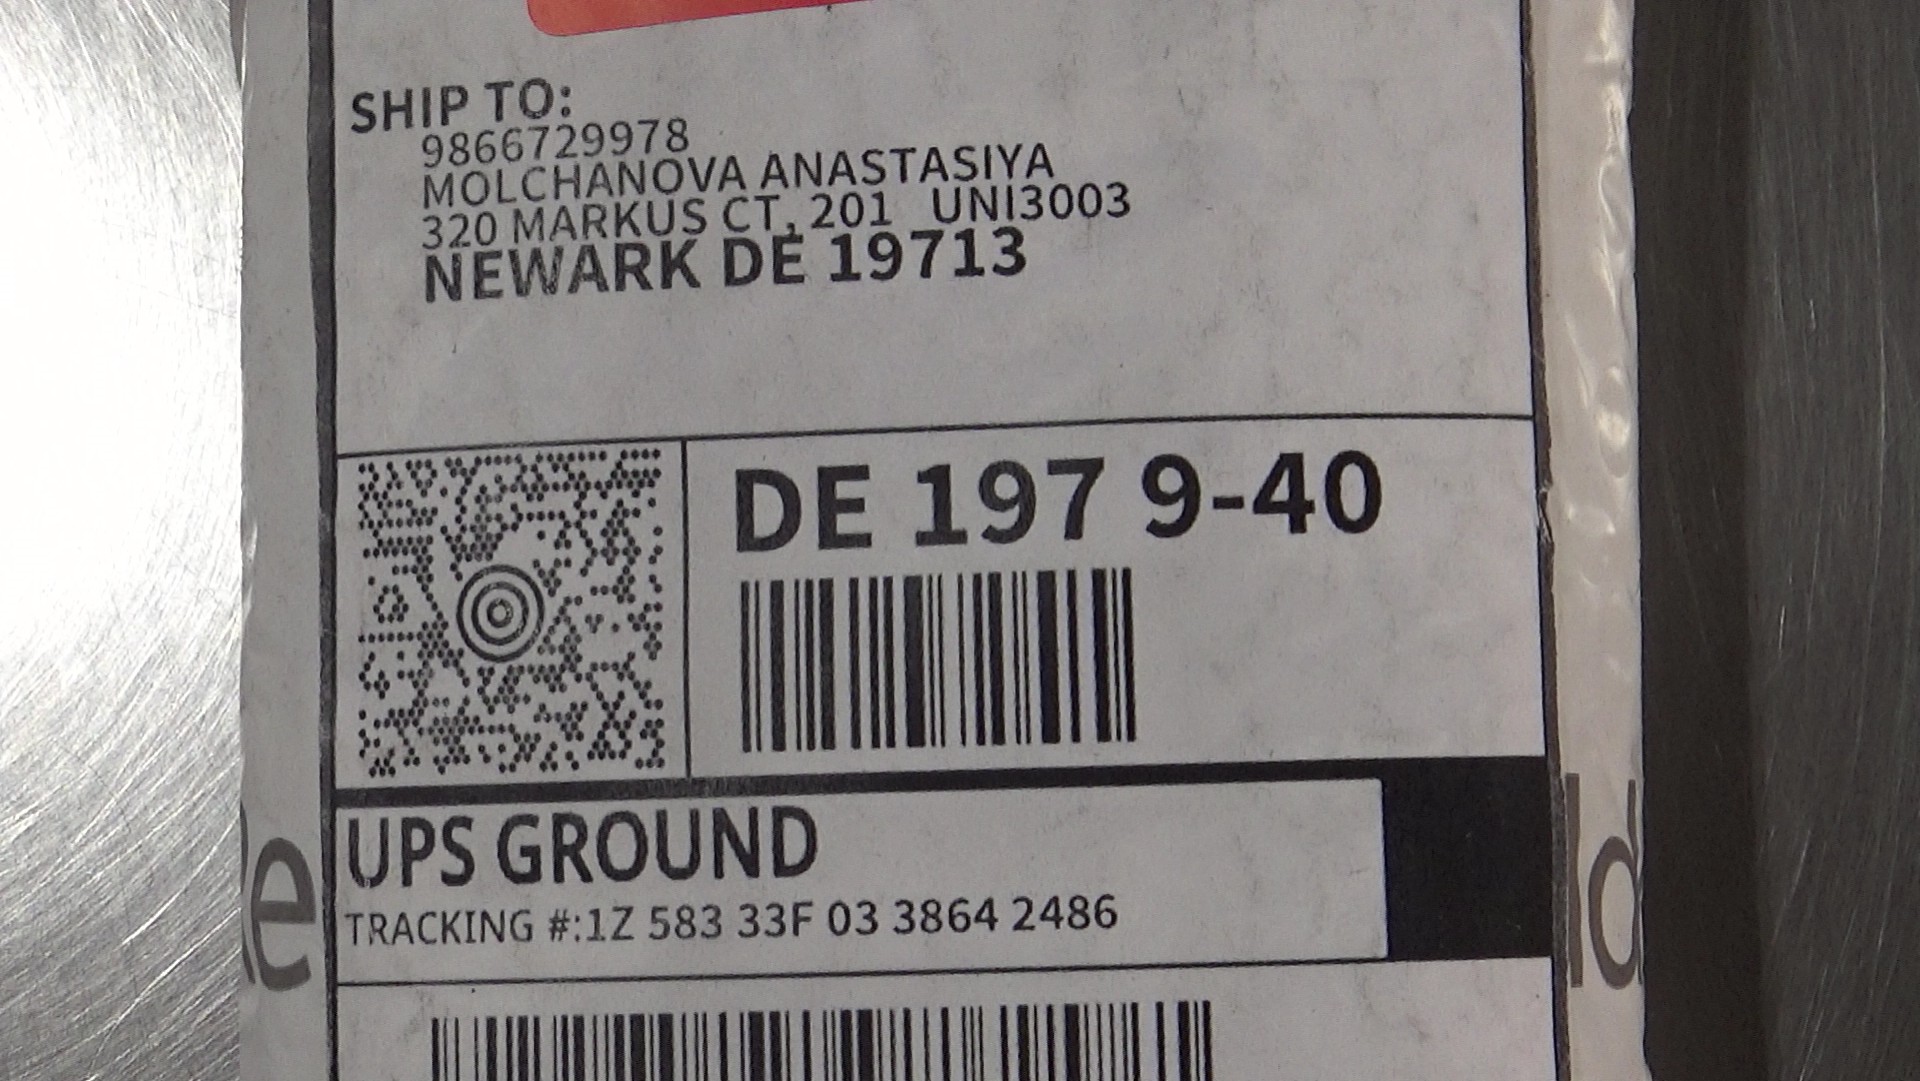 SHIP TO:
9866729978
MOLCHANOVA ANASTASIYA
320 MARKUS CT, 201 UNI3003
NEWARK DE 19713
DE 197 9-40
UPS GROUND
TRACKING #:1Z 583 33F 03 3864 2486